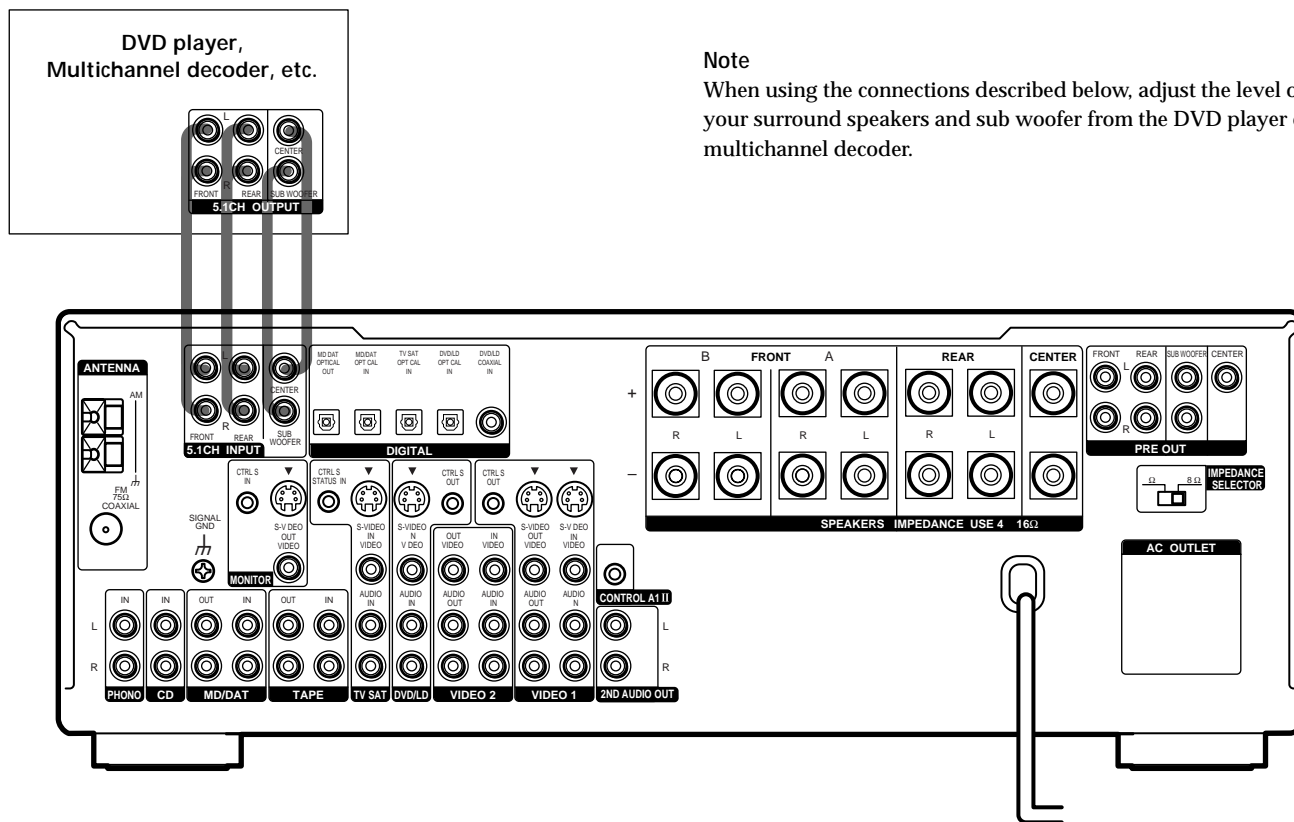 DVD player,
Multichannel decoder, etc.
L
CENTER
FRONT R REAR SUB WOOFER
5.1CH OUTPUT
Note
When using the connections described below, adjust the level o
your surround speakers and sub woofer from the DVD player
multichannel decoder.
ANTENNA
AM
FM
75Ω
COAXIAL
L
CENTER
R
FRONT REAR SUB
WOOFER
5.1CH INPUT
MD DAT
OPTICAL
OUT
MD/DAT
OPT CAL
IN
TV SAT
OPT CAL
IN
DVD/LD
OPT CAL
IN
DVD/LD
COAXIAL
IN
DIGITAL
B FRONT A
REAR
CENTER
+
R L R L R L
–
SPEAKERS IMPEDANCE USE 4 16Ω
FRONT REAR SUB WOOFER CENTER
L
R
PRE OUT
IMPEDANCE
SELECTOR
Ω 8 Ω
AC OUTLET
SIGNAL
GND
CTRL S
IN
S-V DEO
OUT
VIDEO
MONITOR
CTRL S
STATUS IN
S-VIDEO
IN
VIDEO
S-VIDEO
N
V DEO
CTRL S
OUT
OUT
VIDEO
IN
VIDEO
CTRL S
OUT
S-VIDEO
OUT
VIDEO
S-V DEO
IN
VIDEO
CONTROL A1 II
IN IN OUT IN OUT IN
AUDIO
IN
AUDIO
IN
AUDIO
OUT
AUDIO
IN
AUDIO
OUT
AUDIO
N
L L
R R
PHONO CD MD/DAT TAPE TV SAT DVD/LD VIDEO 2 VIDEO 1 2ND AUDIO OUT